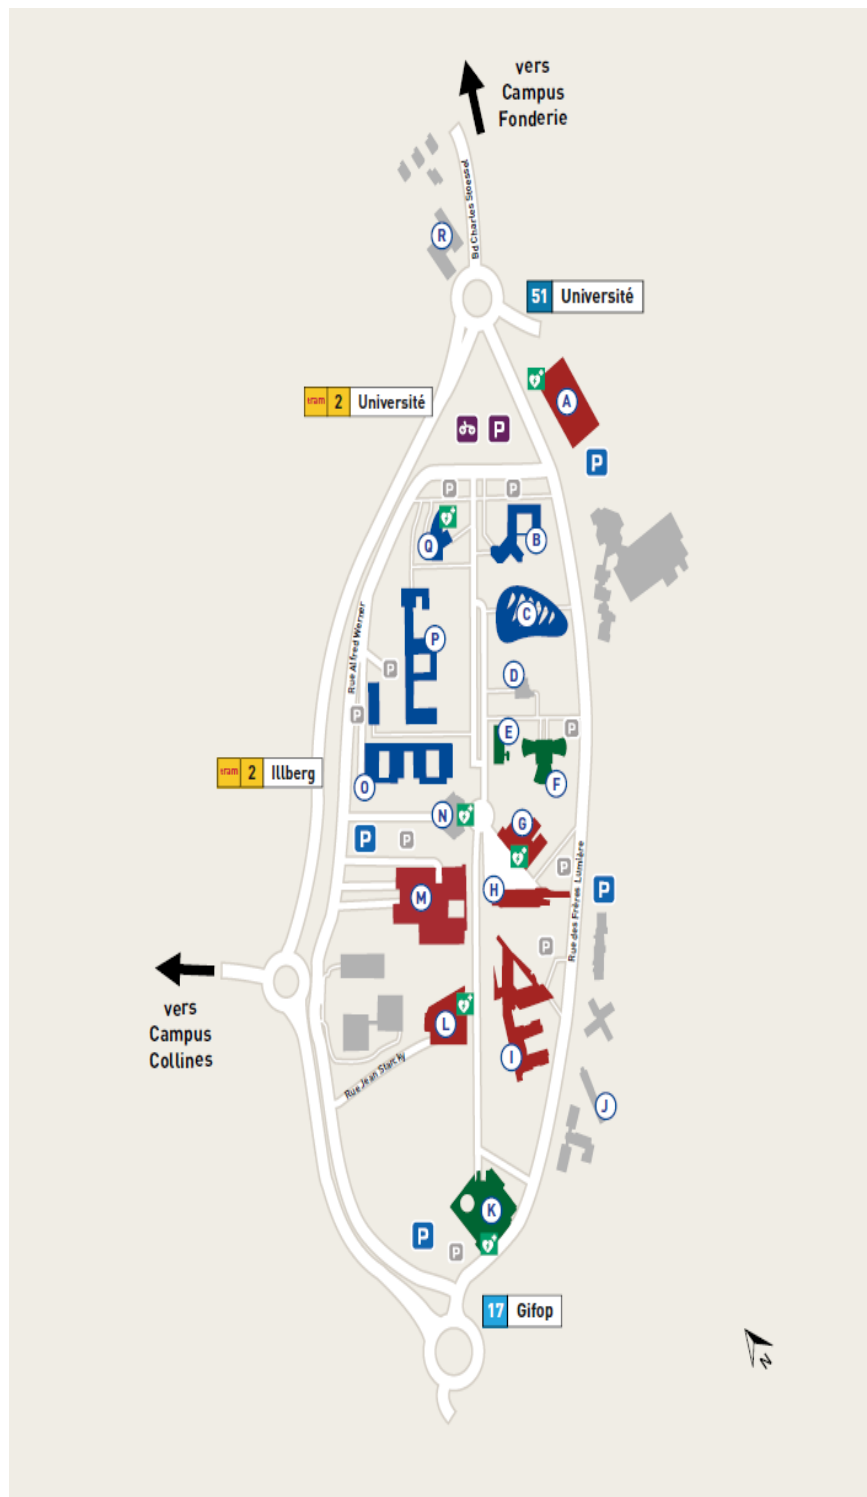 vers
Campus
Fonderie
Bd Charles Stoessel
R
51 Université
A
tram 2 Université
P
P
P
P
Q
B
C
Rue Alfred Werner
P
P
D
P
E
P
tram 2 Illberg
F
O
N
G
P
P
P
H
P
M
Rue des Frères Lumière
P
vers
Campus
Collines
L
I
Rue Jean Starcky
J
K
P
P
17 Gifop
N